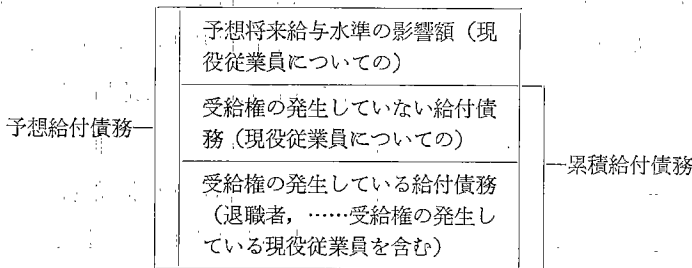 予想将来給与水準の影響額（現
役従業員についての）
予想給付債務
受給権の発生していない給付債
務（現役従業員についての）
累積給付債務
受給権の発生している給付債務
（退職者，……受給権の発生し
ている現役従業員を含む）